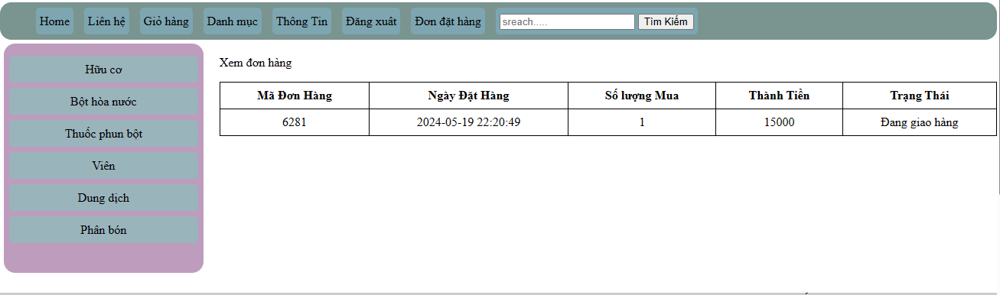 Home Liên hệ Giỏ hàng Danh mục Thông Tin Đăng xuât Đơn đặt hàng sreach..... Tìm Kiếm
Hữu cơ
Bột hòa nước
Thuốc phun bột
Viên
Dung dịch
Phân bón
Xem đơn hàng
Mã Đơn Hàng Ngày Đặt Hàng Số lượng Mua Thành Tiền Trạng Thái
6281 2024-05-19 22:20:49 1 15000 Đang giao hàng